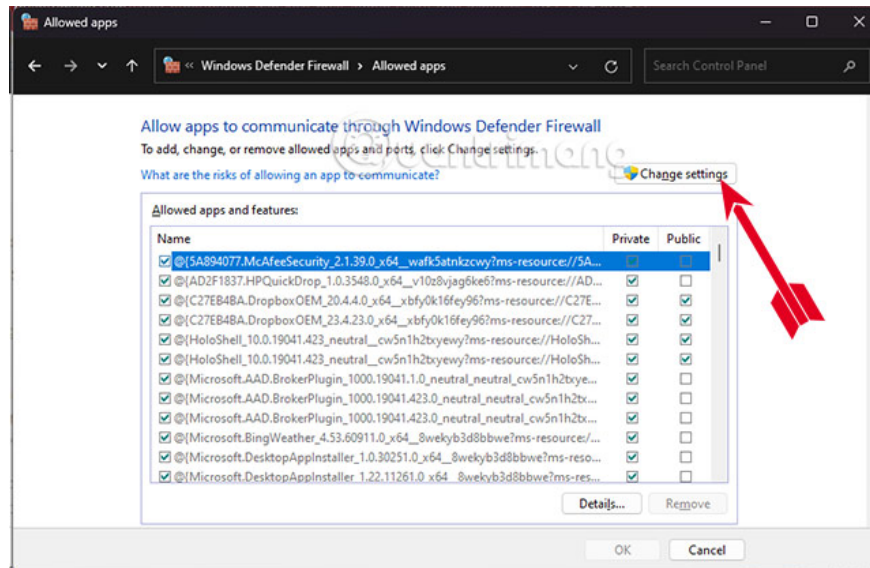 Allowed apps
« Windows Defender Firewall › Allowed apps
Search Control Panel
Allow apps to communicate through Windows Defender Firewall
To add, change, or remove allowed apps and ports, click Change settings.
@quantrimang
What are the risks of allowing an app to communicate?
Change settings
Allowed apps and features:
Name Private Public
@{5A894077.McAfeeSecurity_2.1.39.0_x64__wafk5atnkzcwy?ms-resource://5A...
@{AD2F1837.HPQuickDrop_1.0.3548.0_x64__v10z8vjag6ke6?ms-resource://AD...
@{C27EB4BA.DropboxOEM_20.4.4.0_x64__xbfy0k16fey96?ms-resource://C27E...
@{C27EB4BA.DropboxOEM_23.4.23.0_x64__xbfy0k16fey96?ms-resource://C27...
@{HoloShell_10.0.19041.423_neutral__cw5n1h2txyewy?ms-resource://HoloSh...
@{HoloShell_10.0.19041.423_neutral__cw5n1h2txyewy?ms-resource://HoloSh...
@{Microsoft.AAD.BrokerPlugin_1000.19041.1.0_neutral_neutral_cw5n1h2txye...
@{Microsoft.AAD.BrokerPlugin_1000.19041.423.0_neutral_neutral_cw5n1h2tx...
@{Microsoft.AAD.BrokerPlugin_1000.19041.423.0_neutral_neutral_cw5n1h2tx...
@{Microsoft.BingWeather_4.53.60911.0_x64__8wekyb3d8bbwe?ms-resource:/...
@{Microsoft.DesktopAppInstaller_1.0.30251.0_x64__8wekyb3d8bbwe?ms-reso...
@{Microsoft.DesktopAppInstaller_1.22.11261.0_x64__8wekyb3d8bbwe?ms-res...
Details... Remove
OK Cancel